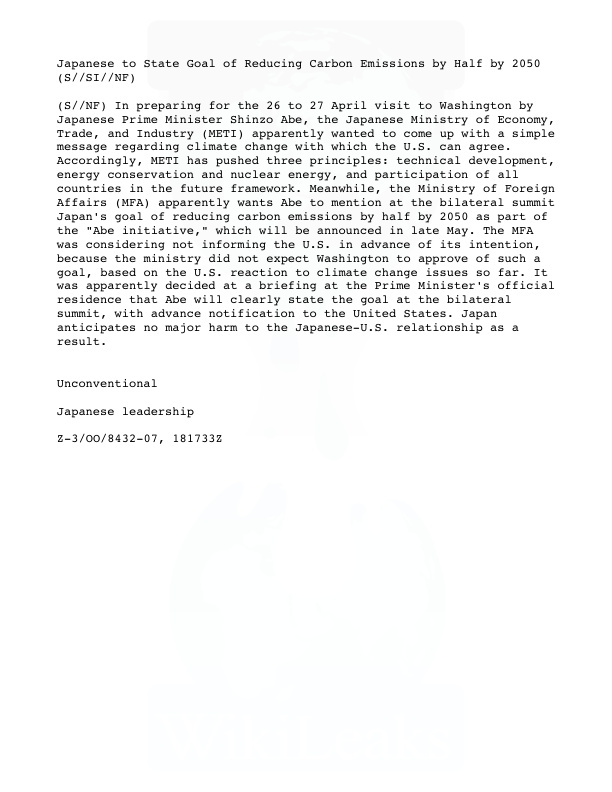 Japanese to State Goal of Reducing Carbon Emissions by Half by 2050
(S//SI//NF)
(S//NF) In preparing for the 26 to 27 April visit to Washington by
Japanese Prime Minister Shinzo Abe, the Japanese Ministry of Economy,
Trade, and Industry (METI) apparently wanted to come up with a simple
message regarding climate change with which the U.S. can agree.
Accordingly, METI has pushed three principles: technical development,
energy conservation and nuclear energy, and participation of all
countries in the future framework. Meanwhile, the Ministry of Foreign
Affairs (MFA) apparently wants Abe to mention at the bilateral summit
Japan's goal of reducing carbon emissions by half by 2050 as part of
the "Abe initiative," which will be announced in late May. The MFA
was considering not informing the U.S. in advance of its intention,
because the ministry did not expect Washington to approve of such a
goal, based on the U.S. reaction to climate change issues so far. It
was apparently decided at a briefing at the Prime Minister's official
residence that Abe will clearly state the goal at the bilateral
summit, with advance notification to the United States. Japan
anticipates no major harm to the Japanese-U.S. relationship as a
result.
Unconventional
Japanese leadership
Z-3/OO/8432-07, 181733Z